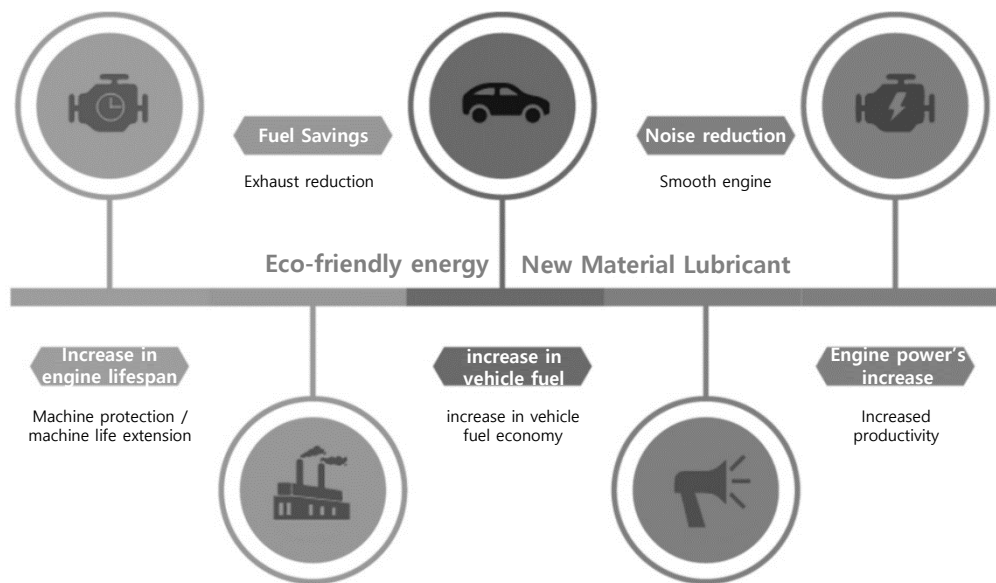 Fuel Savings
Exhaust reduction
Noise reduction
Smooth engine
Eco-friendly energy
New Material Lubricant
Increase in
engine lifespan
Machine protection /
machine life extension
increase in
vehicle fuel
increase in vehicle
fuel economy
Engine power's
increase
Increased
productivity